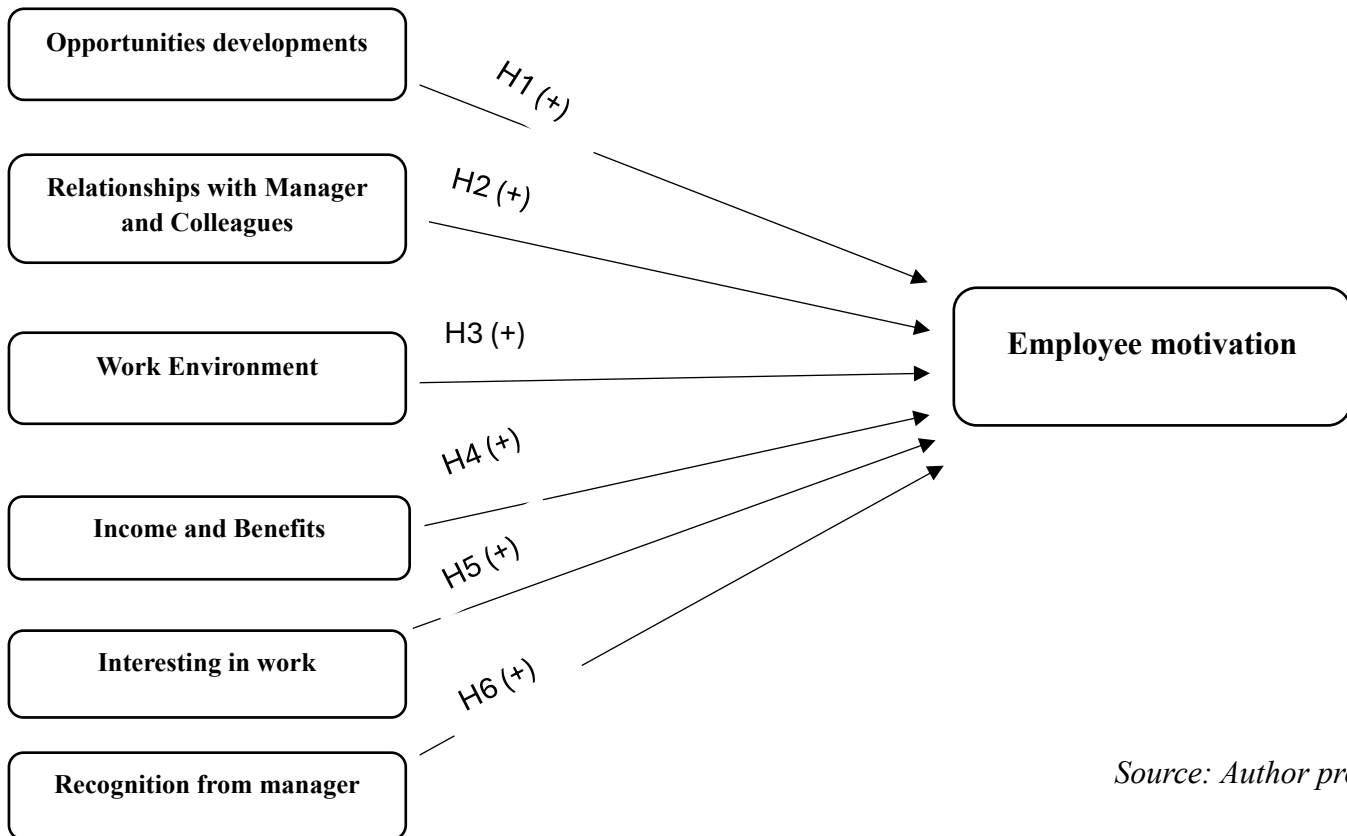 Opportunities developments
H1 (+)
Relationships with Manager
and Colleagues
H2 (+)
Work Environment
H3 (+)
Employee motivation
Income and Benefits
H4 (+)
Interesting in work
H5 (+)
Recognition from manager
H6 (+)
Source: Author